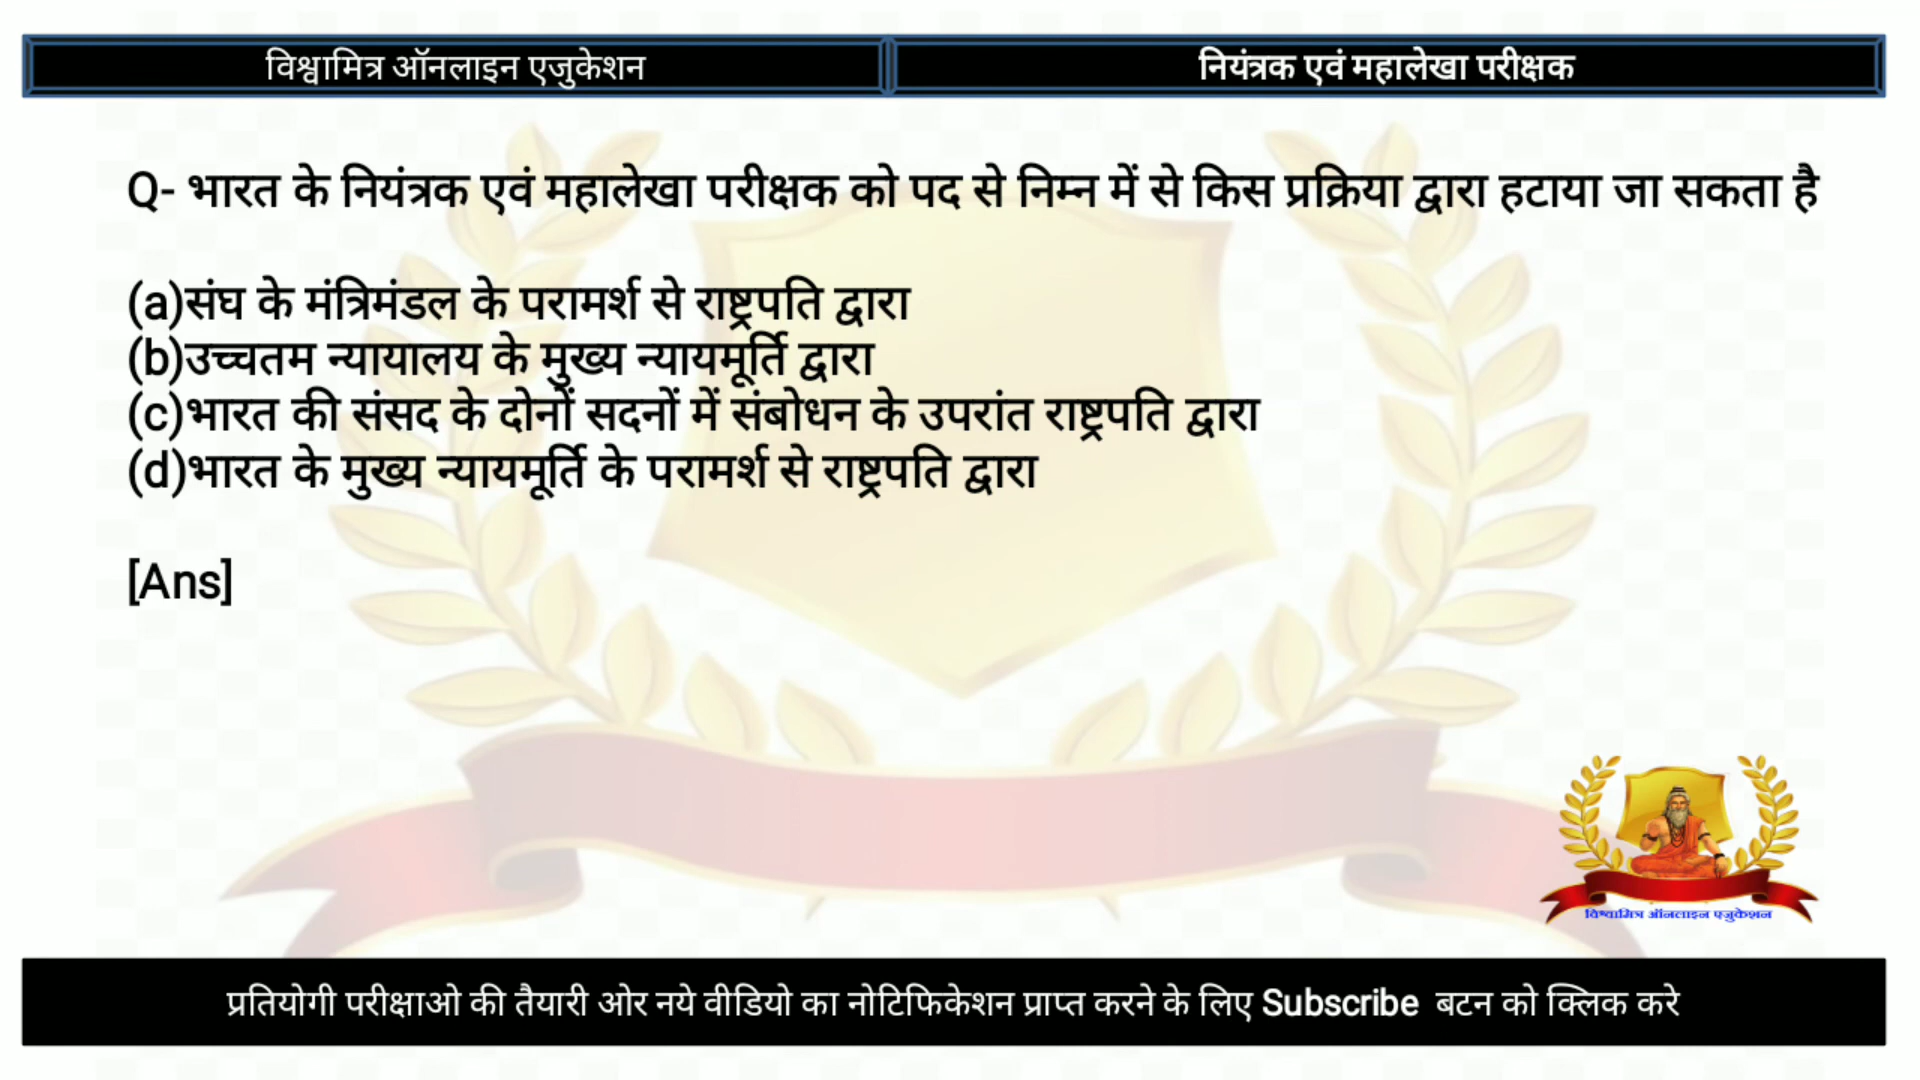 विश्वामित्र ऑनलाइन एजुकेशन
नियंत्रक एवं महालेखा परीक्षक
Q- भारत के नियंत्रक एवं महालेखा परीक्षक को पद से निम्न में से किस प्रक्रिया द्वारा हटाया जा सकता है
(a)संघ के मंत्रिमंडल के परामर्श से राष्ट्रपति द्वारा
(b)उच्चतम न्यायालय के मुख्य न्यायमूर्ति द्वारा
(c)भारत की संसद के दोनों सदनों में संबोधन के उपरांत राष्ट्रपति द्वारा
(d)भारत के मुख्य न्यायमूर्ति के परामर्श से राष्ट्रपति द्वारा
[Ans]
विश्वामित्र ऑनलाइन एजुकेशन
प्रतियोगी परीक्षाओ की तैयारी ओर नये वीडियो का नोटिफिकेशन प्राप्त करने के लिए Subscribe बटन को क्लिक करे